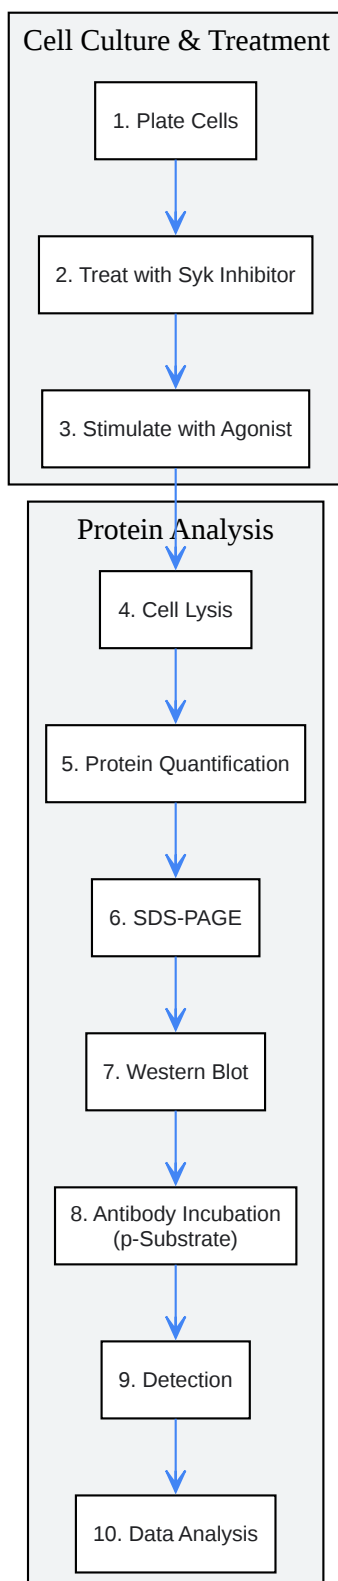 Cell Culture & Treatment
1. Plate Cells
2. Treat with Syk Inhibitor
3. Stimulate with Agonist
Protein Analysis
4. Cell Lysis
5. Protein Quantification
6. SDS-PAGE
7. Western Blot
8. Antibody Incubation
(p-Substrate)
9. Detection
10. Data Analysis